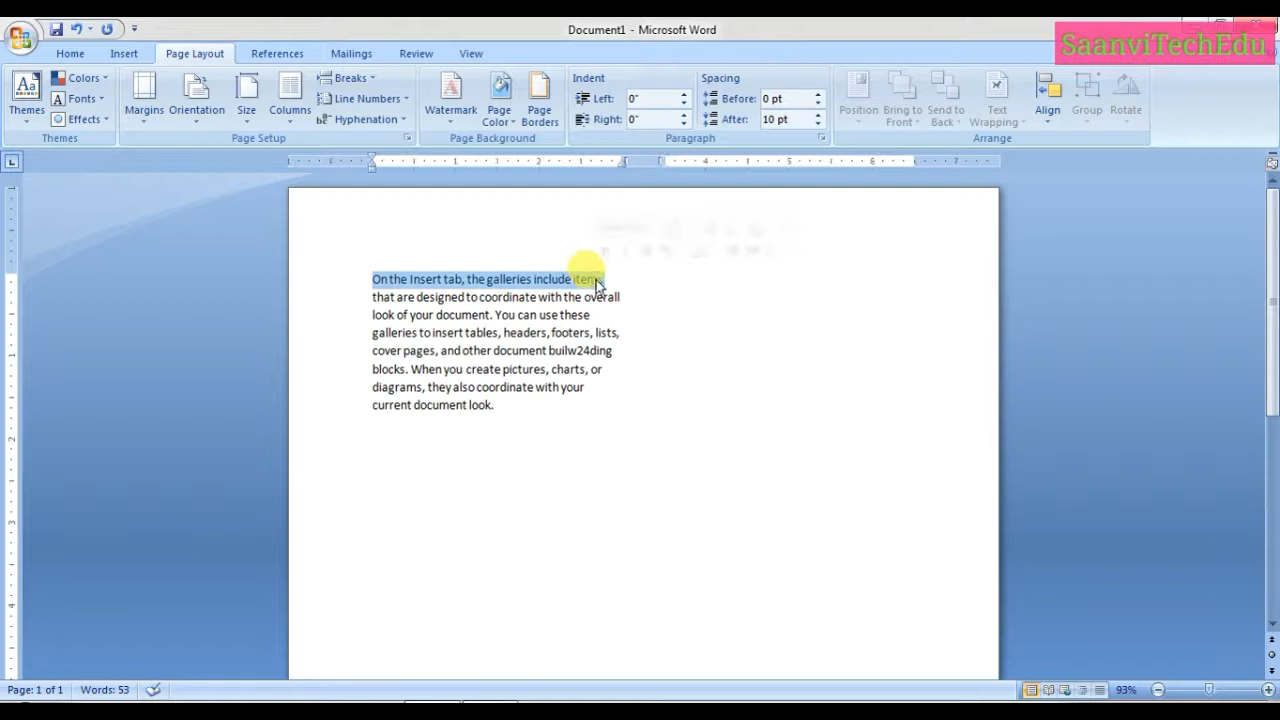 Document1 - Microsoft Word
SaanviTechEdu
Home Insert Page Layout References Mailings Review View
Themes
Colors
Fonts
Effects
Themes
Margins
Orientation
Size
Columns
Breaks
Line Numbers
Hyphenation
Page Setup
Watermark
Page Color
Page Borders
Page Background
Indent
Left: 0"
Right: 0"
Spacing
Before: 0 pt
After: 10 pt
Paragraph
Position
Bring to Front
Send to Back
Text Wrapping
Align
Group
Rotate
Arrange
On the Insert tab, the galleries include items
that are designed to coordinate with the overall
look of your document. You can use these
galleries to insert tables, headers, footers, lists,
cover pages, and other document builw24ding
blocks. When you create pictures, charts, or
diagrams, they also coordinate with your
current document look.
Page: 1 of 1 Words: 53 93%